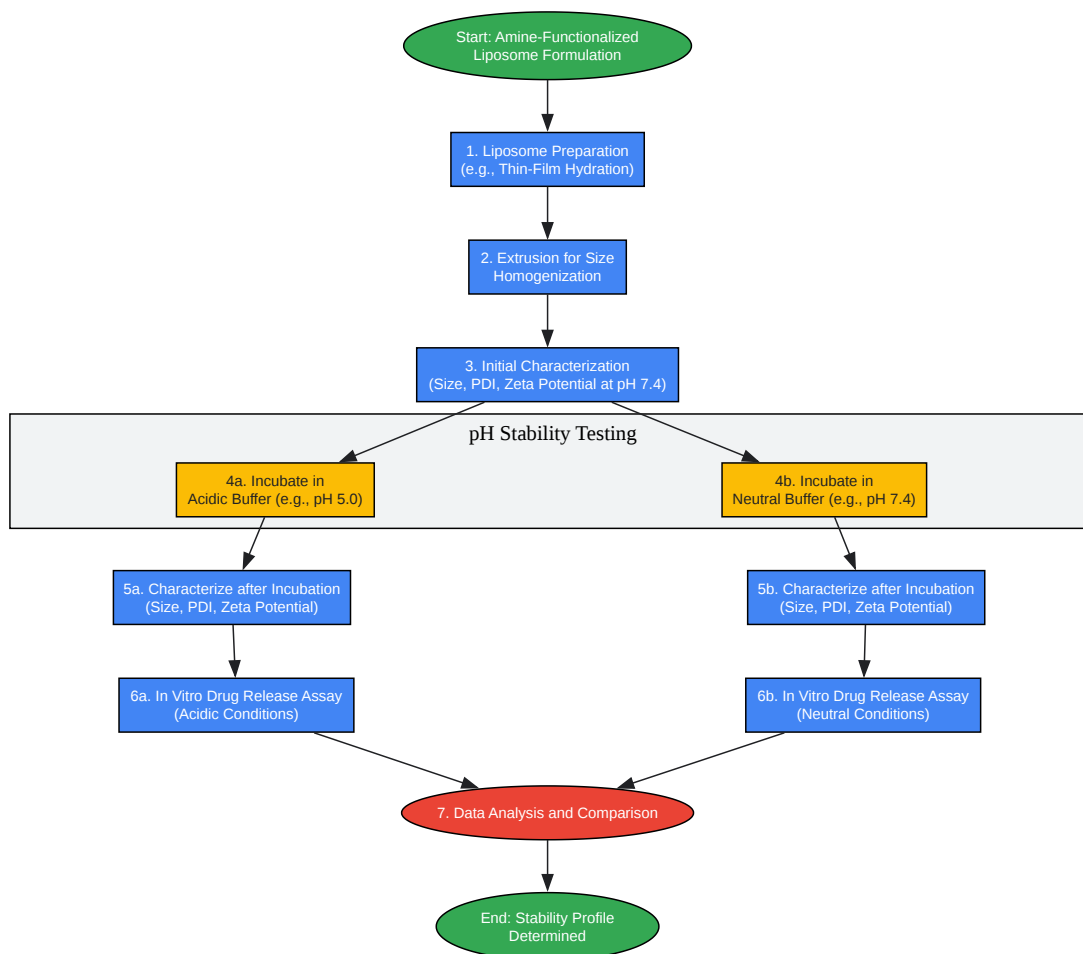 Start: Amine-Functionalized
Liposome Formulation
1. Liposome Preparation
(e.g., Thin-Film Hydration)
2. Extrusion for Size
Homogenization
3. Initial Characterization
(Size, PDI, Zeta Potential at pH 7.4)
pH Stability Testing
4a. Incubate in
Acidic Buffer (e.g., pH 5.0)
4b. Incubate in
Neutral Buffer (e.g., pH 7.4)
5a. Characterize after Incubation
(Size, PDI, Zeta Potential)
5b. Characterize after Incubation
(Size, PDI, Zeta Potential)
6a. In Vitro Drug Release Assay
(Acidic Conditions)
6b. In Vitro Drug Release Assay
(Neutral Conditions)
7. Data Analysis and Comparison
End: Stability Profile
Determined